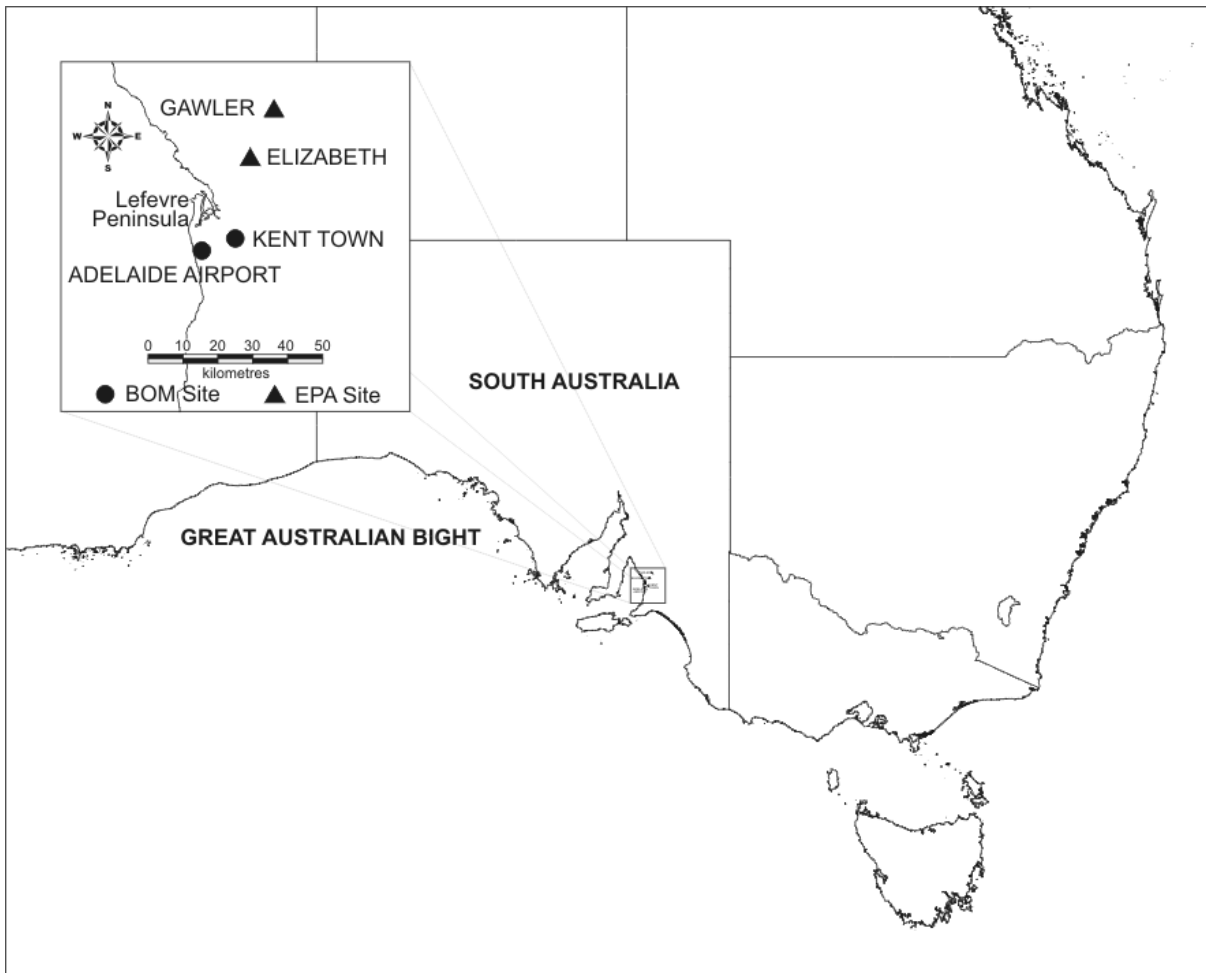 GAWLER
N
W E
S
ELIZABETH
Lefevre
Peninsula
KENT TOWN
ADELAIDE AIRPORT
0 10 20 30 40 50
kilometres
BOM Site EPA Site
SOUTH AUSTRALIA
GREAT AUSTRALIAN BIGHT